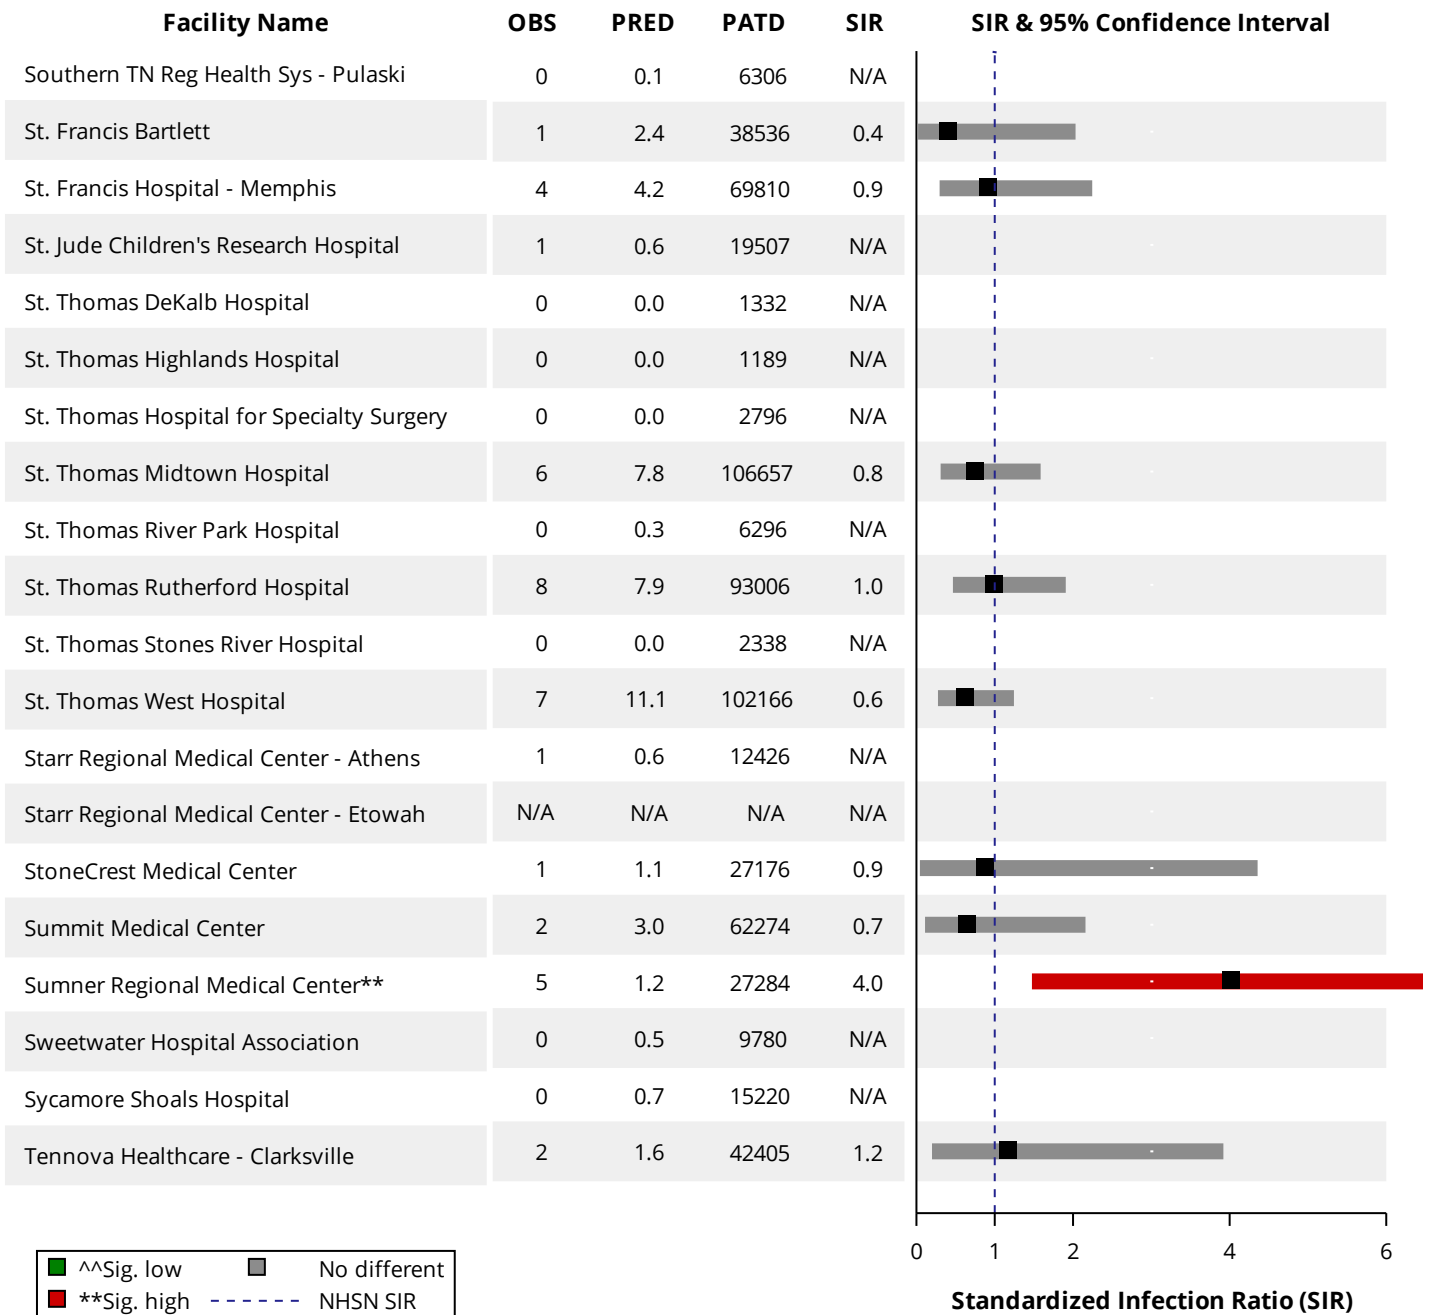 Facility Name OBS PRED PATD SIR SIR & 95% Confidence Interval
Southern TN Reg Health Sys - Pulaski 0 0.1 6306 N/A
St. Francis Bartlett 1 2.4 38536 0.4
St. Francis Hospital - Memphis 4 4.2 69810 0.9
St. Jude Children's Research Hospital 1 0.6 19507 N/A
St. Thomas DeKalb Hospital 0 0.0 1332 N/A
St. Thomas Highlands Hospital 0 0.0 1189 N/A
St. Thomas Hospital for Specialty Surgery 0 0.0 2796 N/A
St. Thomas Midtown Hospital 6 7.8 106657 0.8
St. Thomas River Park Hospital 0 0.3 6296 N/A
St. Thomas Rutherford Hospital 8 7.9 93006 1.0
St. Thomas Stones River Hospital 0 0.0 2338 N/A
St. Thomas West Hospital 7 11.1 102166 0.6
Starr Regional Medical Center - Athens 1 0.6 12426 N/A
Starr Regional Medical Center - Etowah N/A N/A N/A N/A
StoneCrest Medical Center 1 1.1 27176 0.9
Summit Medical Center 2 3.0 62274 0.7
Sumner Regional Medical Center** 5 1.2 27284 4.0
Sweetwater Hospital Association 0 0.5 9780 N/A
Sycamore Shoals Hospital 0 0.7 15220 N/A
Tennova Healthcare - Clarksville 2 1.6 42405 1.2
0 1 2 4 6
^^Sig. low No different
**Sig. high NHSN SIR
Standardized Infection Ratio (SIR)